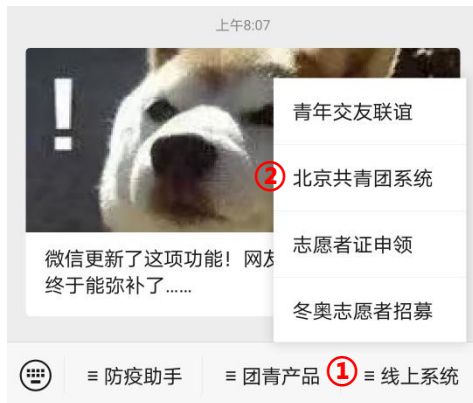 上午8:07
!
青年交友联谊
② 北京共青团系统
志愿者证申领
冬奥志愿者招募
微信更新了这项功能！网友
终于能弥补了……
≡ 防疫助手 ≡ 团青产品 ① ≡ 线上系统